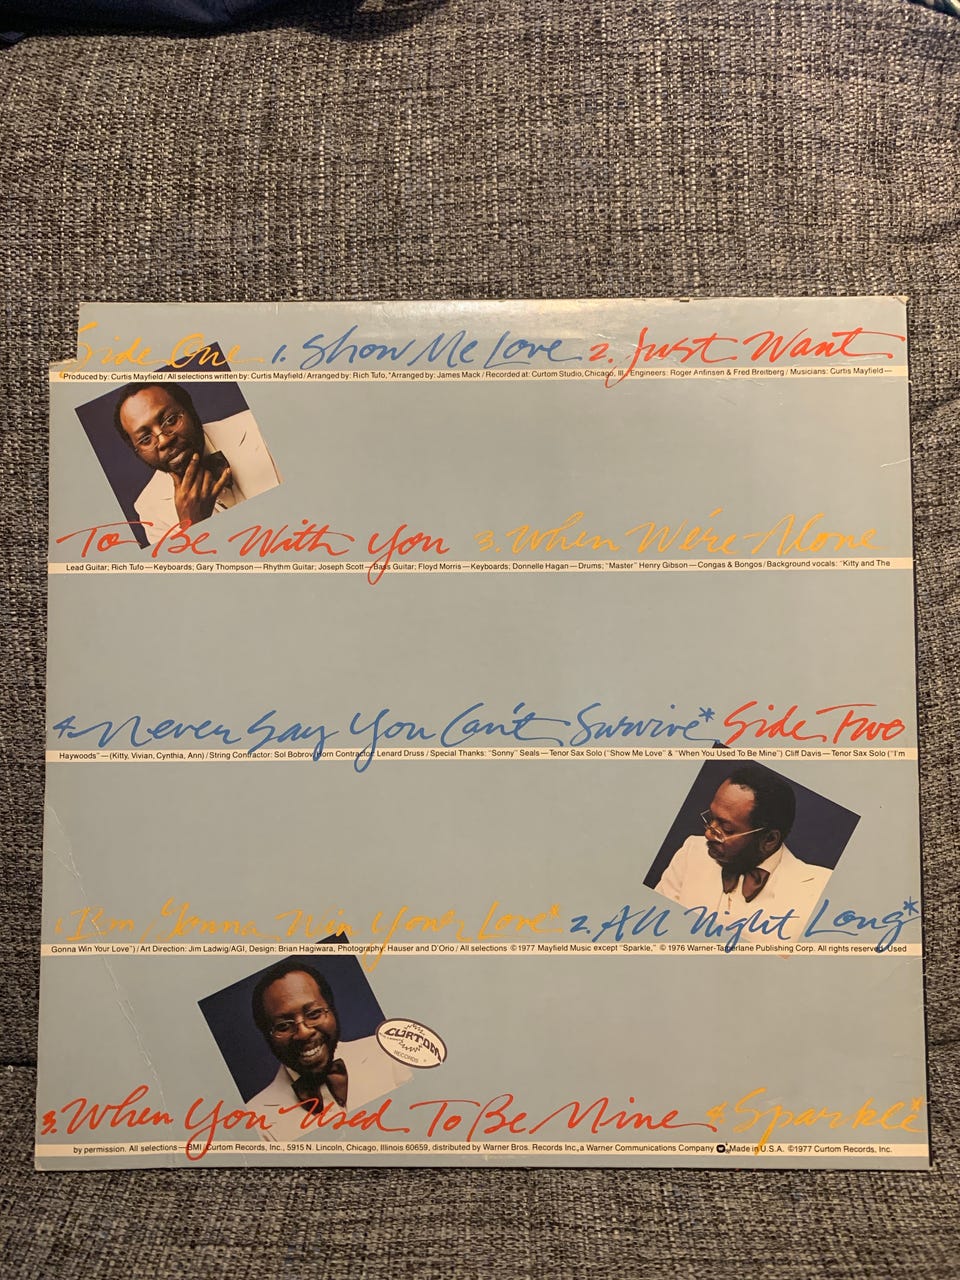 Side One 1. Show Me Love 2. Just Want
Produced by: Curtis Mayfield / All selections written by: Curtis Mayfield / Arranged by: Rich Tufo, *Arranged by: James Mack / Recorded at: Curtom Studio, Chicago, Ill. / Engineers: Roger Anfinsen & Fred Breitberg / Musicians: Curtis Mayfield—
To Be With You 3. When We're Alone
Lead Guitar; Rich Tufo—Keyboards; Gary Thompson—Rhythm Guitar; Joseph Scott—Bass Guitar; Floyd Morris—Keyboards; Donnelle Hagan—Drums; "Master" Henry Gibson—Congas & Bongos / Background vocals: "Kitty and The
4. Never Say You Can't Survive* Side Two
Haywoods"—(Kitty, Vivian, Cynthia, Ann) / String Contractor: Sol Bobrov, Horn Contractor: Lenard Druss / Special Thanks: "Sonny" Seals—Tenor Sax Solo ("Show Me Love" & "When You Used To Be Mine") Cliff Davis—Tenor Sax Solo ("I'm
1. I'm Gonna Win Your Love* 2. All Night Long*
Gonna Win Your Love") / Art Direction: Jim Ladwig/AGI, Design: Brian Hagiwara, Photography: Hauser and D'Orio / All selections ©1977 Mayfield Music except "Sparkle," © 1976 Warner-Tamerlane Publishing Corp. All rights reserved. Used
CURTOM
RECORDS
3. When You Used To Be Mine 4. Sparkle*
by permission. All selections—BMI / Curtom Records, Inc., 5915 N. Lincoln, Chicago, Illinois 60659, distributed by Warner Bros. Records Inc., a Warner Communications Company Made in U.S.A. ©1977 Curtom Records, Inc.